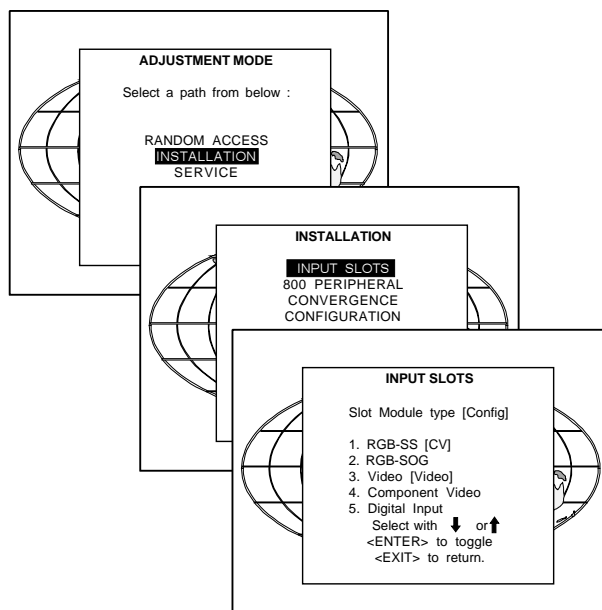 ADJUSTMENT MODE
Select a path from below :
RANDOM ACCESS
INSTALLATION
SERVICE
INSTALLATION
INPUT SLOTS
800 PERIPHERAL
CONVERGENCE
CONFIGURATION
INPUT SLOTS
Slot Module type [Config]
1. RGB-SS [CV]
2. RGB-SOG
3. Video [Video]
4. Component Video
5. Digital Input
Select with ⬇ or ⬆
<ENTER> to toggle
<EXIT> to return.